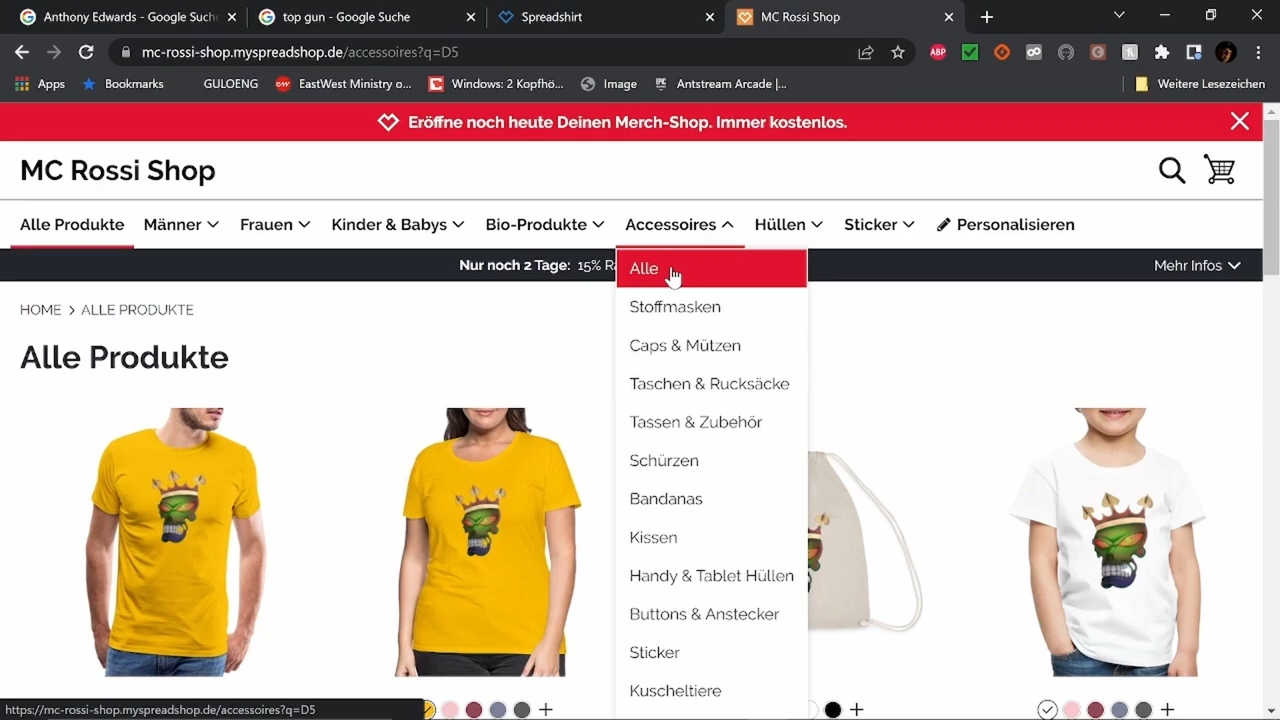 Anthony Edwards - Google Suche
top gun - Google Suche
Spreadshirt
MC Rossi Shop
mc-rossi-shop.myspreadshop.de/accessoires?q=D5
ABP
Apps
Bookmarks
GULOENG
EastWest Ministry o...
Windows: 2 Kopfhö...
Image
Antstream Arcade |...
Weitere Lesezeichen
Eröffne noch heute Deinen Merch-Shop. Immer kostenlos.
MC Rossi Shop
Alle Produkte Männer Frauen Kinder & Babys Bio-Produkte Accessoires Hüllen Sticker Personalisieren
Nur noch 2 Tage: 15% Ra
Mehr Infos
Alle
Stoffmasken
Caps & Mützen
Taschen & Rucksäcke
Tassen & Zubehör
Schürzen
Bandanas
Kissen
Handy & Tablet Hüllen
Buttons & Anstecker
Sticker
Kuscheltiere
HOME > ALLE PRODUKTE
Alle Produkte
https://mc-rossi-shop.myspreadshop.de/accessoires?q=D5